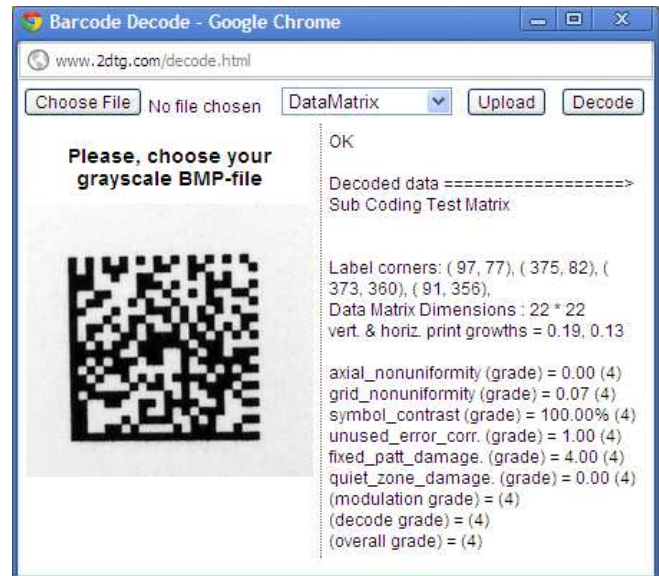 Barcode Decode - Google Chrome
www.2dtg.com/decode.html
Choose File No file chosen DataMatrix Upload Decode
Please, choose your
grayscale BMP-file
OK
Decoded data ==================>
Sub Coding Test Matrix
Label corners: ( 97, 77), ( 375, 82), (
373, 360), ( 91, 356),
Data Matrix Dimensions : 22 * 22
vert. & horiz. print growths = 0.19, 0.13
axial_nonuniformity (grade) = 0.00 (4)
grid_nonuniformity (grade) = 0.07 (4)
symbol_contrast (grade) = 100.00% (4)
unused_error_corr. (grade) = 1.00 (4)
fixed_patt_damage. (grade) = 4.00 (4)
quiet_zone_damage. (grade) = 0.00 (4)
(modulation grade) = (4)
(decode grade) = (4)
(overall grade) = (4)